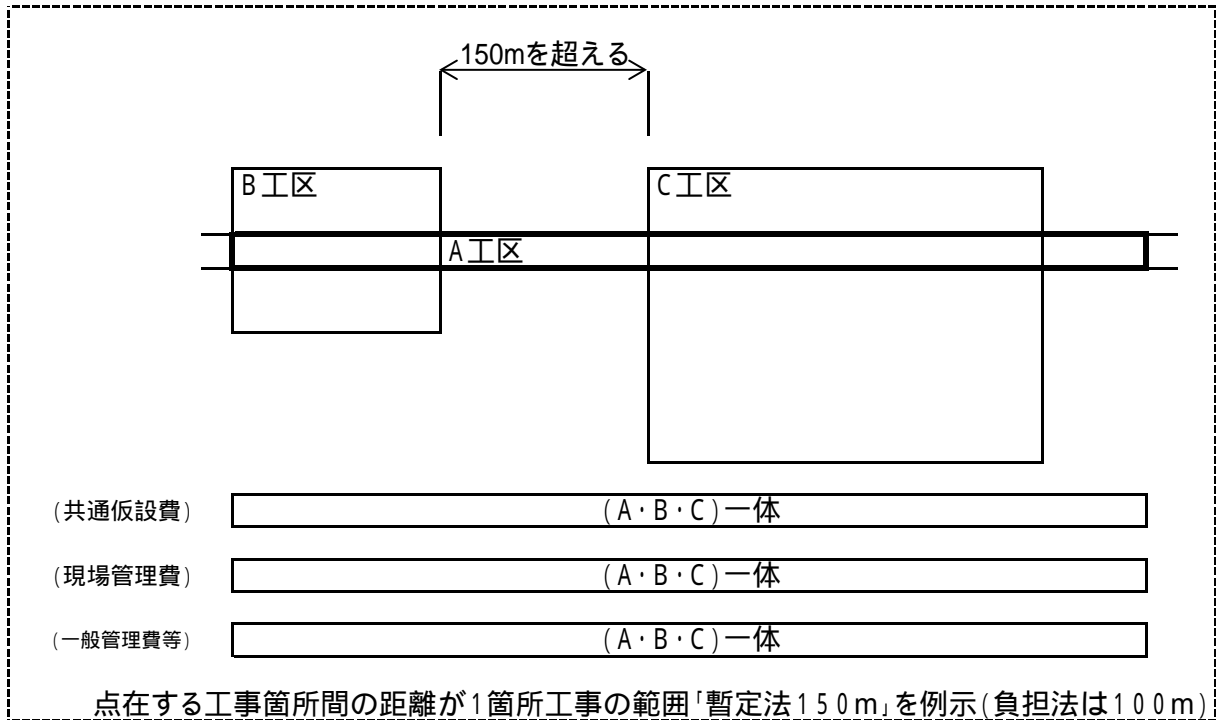 150mを超える
B工区
C工区
A工区
(共通仮設費)
(A・B・C)一体
(現場管理費)
(A・B・C)一体
(一般管理費等)
(A・B・C)一体
点在する工事箇所間の距離が1箇所工事の範囲｢暫定法150m｣を例示(負担法は100m)